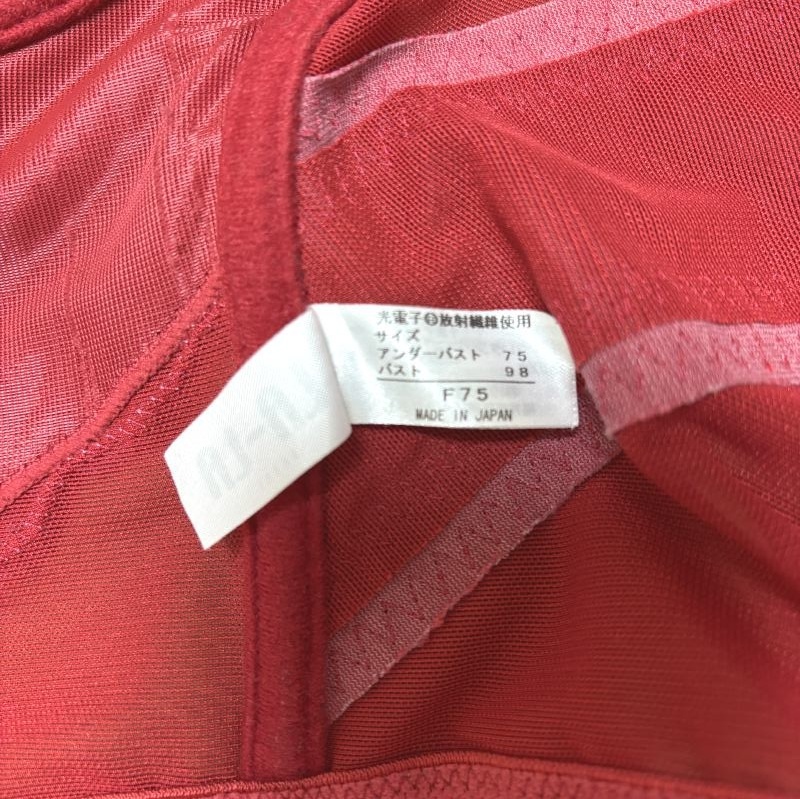 光電子®放射繊維使用
サイズ
アンダーバスト 75
バスト 98
F75
MADE IN JAPAN